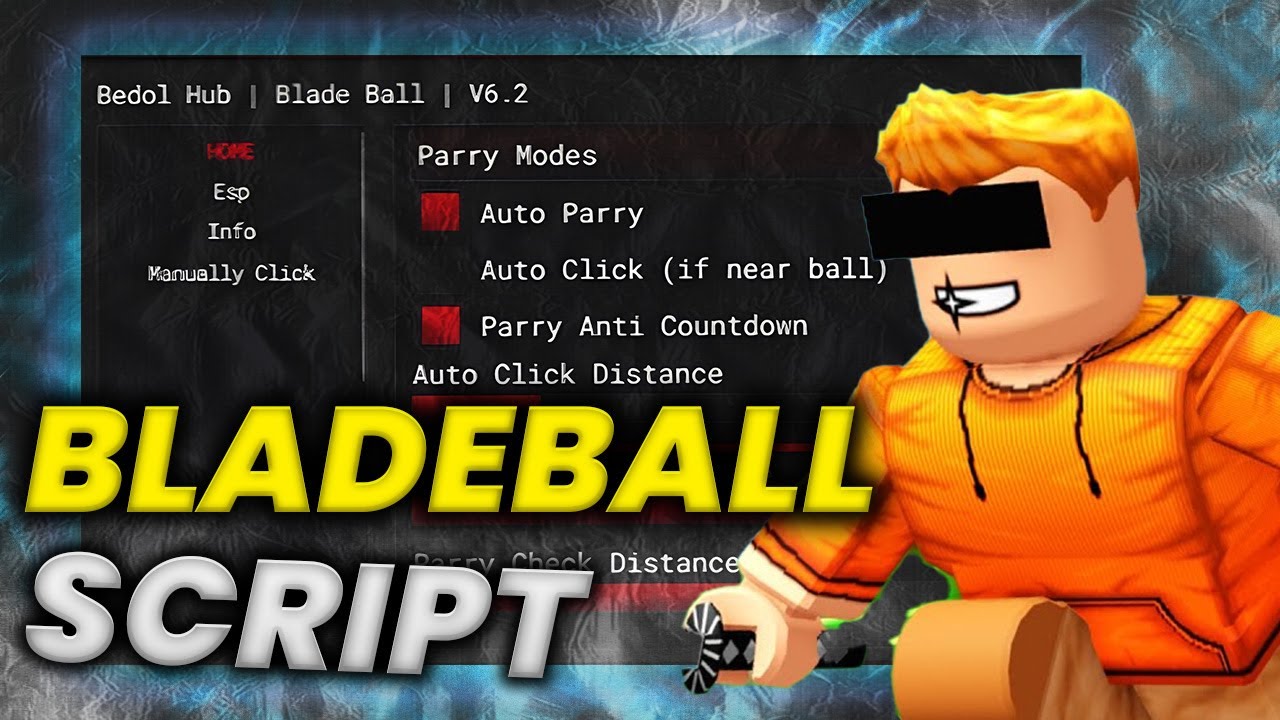 Bedol Hub | Blade Ball | V6.2
HOME
Esp
Info
Manually Click
Parry Modes
Auto Parry
Auto Click (if near ball)
Parry Anti Countdown
Auto Click Distance
Parry Check Distance
BLADEBALL
SCRIPT